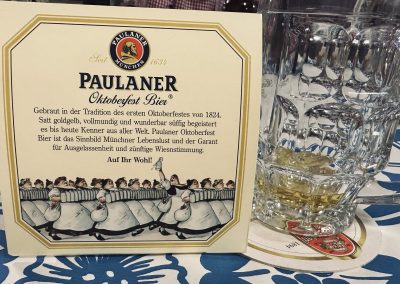 PAULANER
MÜNCHEN
Seit 1634
PAULANER
Oktoberfest Bier®
Gebraut in der Tradition des ersten Oktoberfestes von 1824.
Satt goldgelb, vollmundig und wunderbar süffig begeistert
es bis heute Kenner aus aller Welt. Paulaner Oktoberfest
Bier ist das Sinnbild Münchner Lebenslust und der Garant
für Ausgelassenheit und zünftige Wiesnstimmung.
Auf Ihr Wohl!
1634